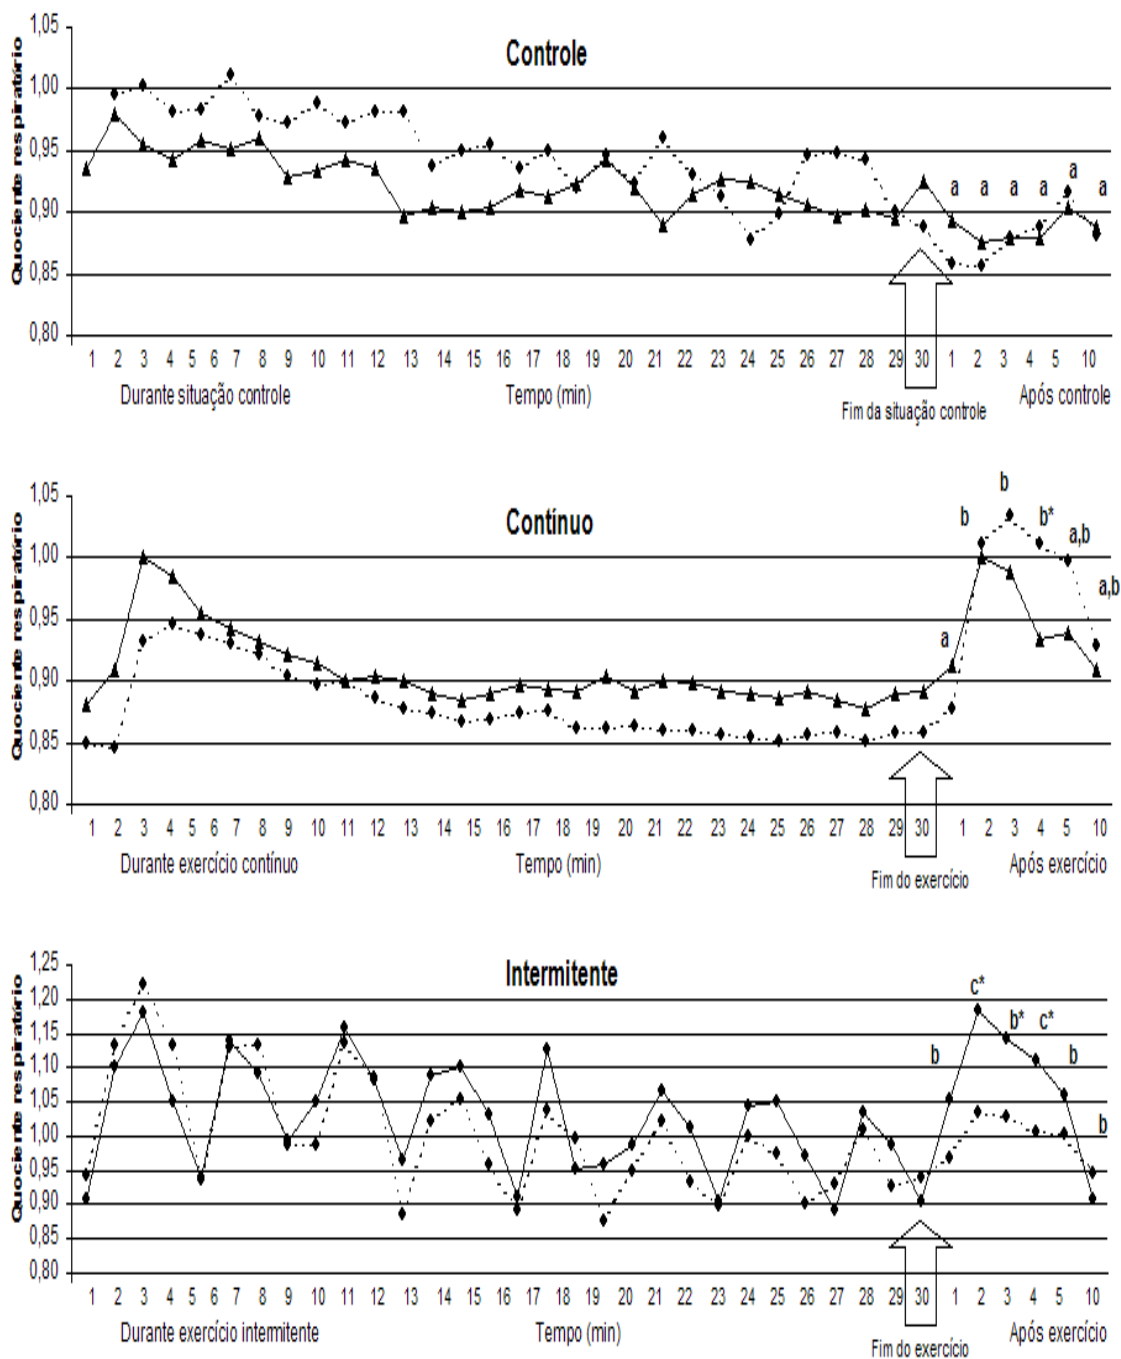 Controle
Quociente respiratório
1,05
1,00
0,95
0,90
0,85
0,80
a a a a a a
1 2 3 4 5 6 7 8 9 10 11 12 13 14 15 16 17 18 19 20 21 22 23 24 25 26 27 28 29 30 1 2 3 4 5 10
Durante situação controle Tempo (min) Após controle
Fim da situação controle
Contínuo
Quociente respiratório
1,05
1,00
0,95
0,90
0,85
0,80
a b b b* a,b a,b
1 2 3 4 5 6 7 8 9 10 11 12 13 14 15 16 17 18 19 20 21 22 23 24 25 26 27 28 29 30 1 2 3 4 5 10
Durante exercício contínuo Tempo (min) Após exercício
Fim do exercício
Intermitente
Quociente respiratório
1,25
1,20
1,15
1,10
1,05
1,00
0,95
0,90
0,85
0,80
b c* b* c* b b
1 2 3 4 5 6 7 8 9 10 11 12 13 14 15 16 17 18 19 20 21 22 23 24 25 26 27 28 29 30 1 2 3 4 5 10
Durante exercício intermitente Tempo (min) Após exercício
Fim do exercício